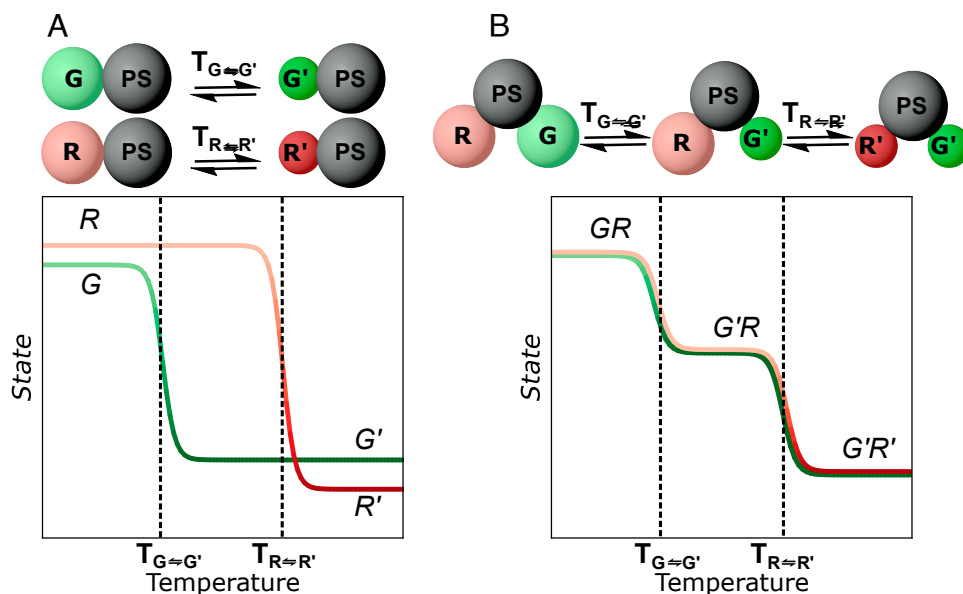 A
G PS T G⇌G' G' PS
R PS T R⇌R' R' PS
R
G
G'
R'
State
T G⇌G' T R⇌R'
Temperature
B
PS PS PS
T G⇌G' T R⇌R'
R G R G' R' G'
GR
G'R
G'R'
State
T G⇌G' T R⇌R'
Temperature